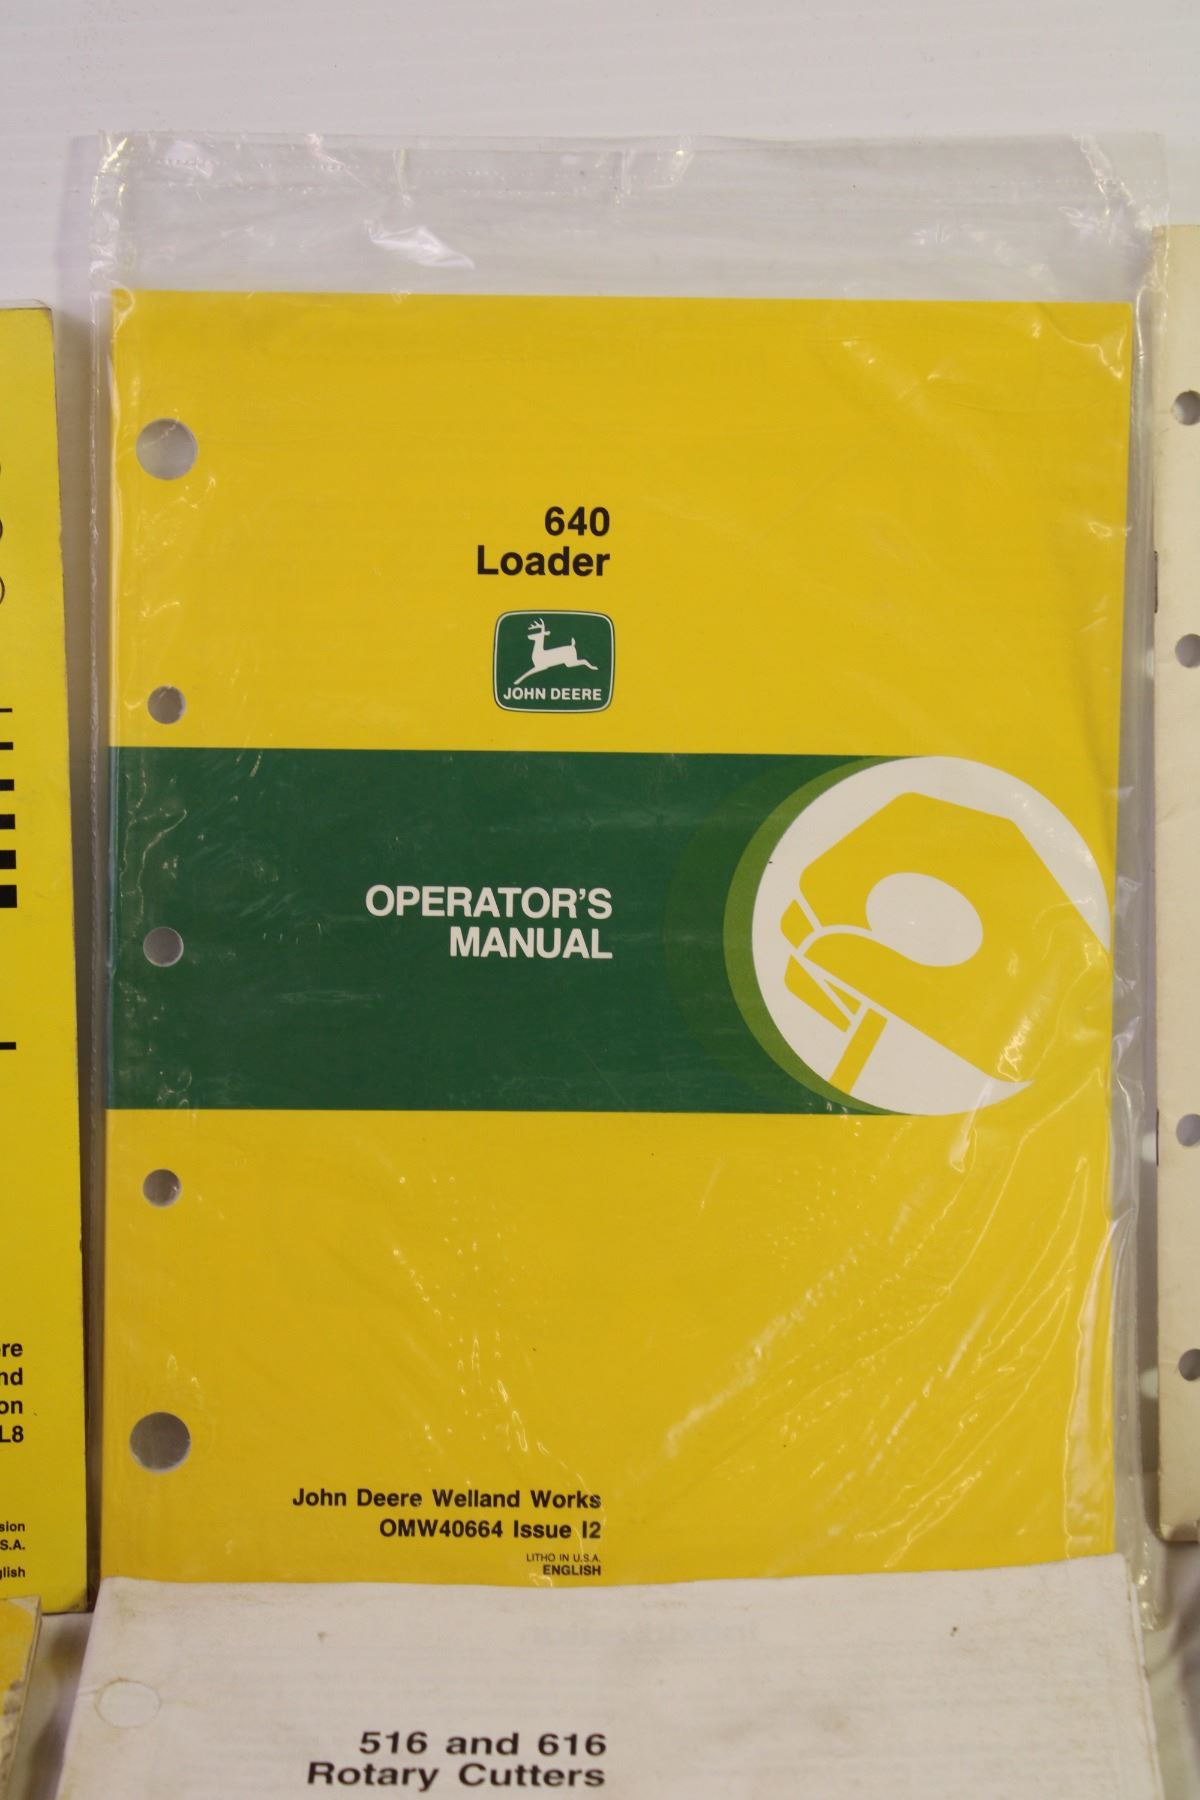 640
Loader
JOHN DEERE
OPERATOR'S
MANUAL
John Deere Welland Works
OMW40664 Issue I2
LITHO IN U.S.A.
ENGLISH
516 and 616
Rotary Cutters
L8
S.A.